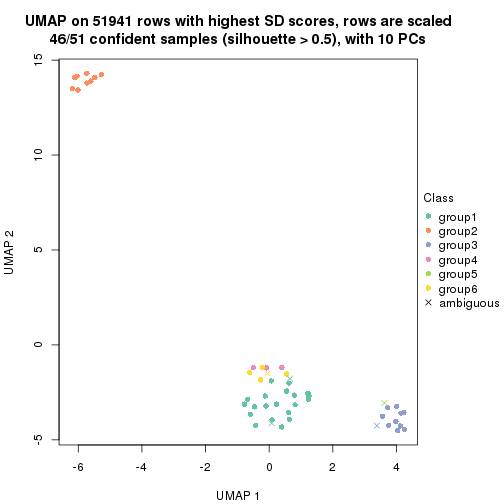 UMAP on 51941 rows with highest SD scores, rows are scaled
46/51 confident samples (silhouette > 0.5), with 10 PCs
15
10
5
0
-5
UMAP 2
-6
-4
-2
0
2
4
UMAP 1
Class
group1
group2
group3
group4
group5
group6
ambiguous